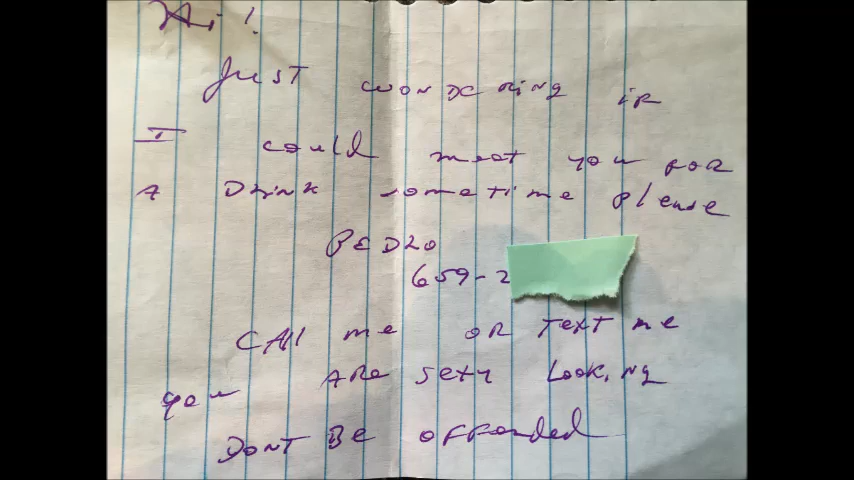 Hi!
Just wondering if
I could meet you for
A Drink sometime please
PEDRO
659-2
CAll me OR Text me
you ARe sexy Looking
DONT BE offended